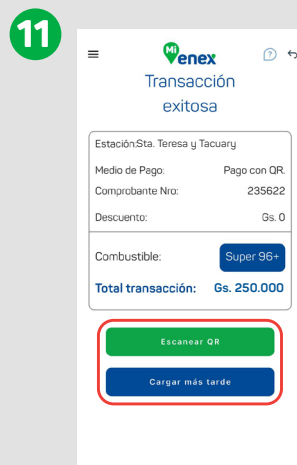 11
Mi
enex
?
Transacción
exitosa
Estación:Sta. Teresa y Tacuary
Medio de Pago: Pago con QR.
Comprobante Nro: 235622
Descuento: Gs. 0
Combustible: Super 96+
Total transacción: Gs. 250.000
Escanear QR
Cargar más tarde